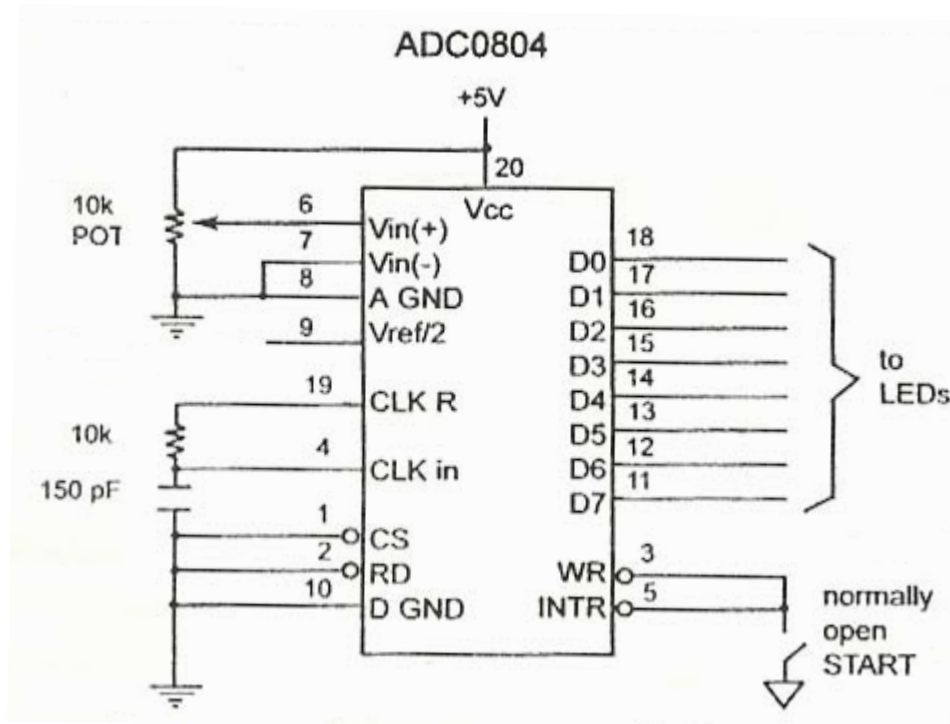 ADC0804
+5V
20
Vcc
10k
POT
6
Vin(+)
7
Vin(-)
8
A GND
9
Vref/2
19
CLK R
10k
4
CLK in
150 pF
1
CS
2
RD
10
D GND
18
D0
17
D1
16
D2
15
D3
14
D4
13
D5
12
D6
11
D7
to
LEDs
3
WR
5
INTR
normally
open
START